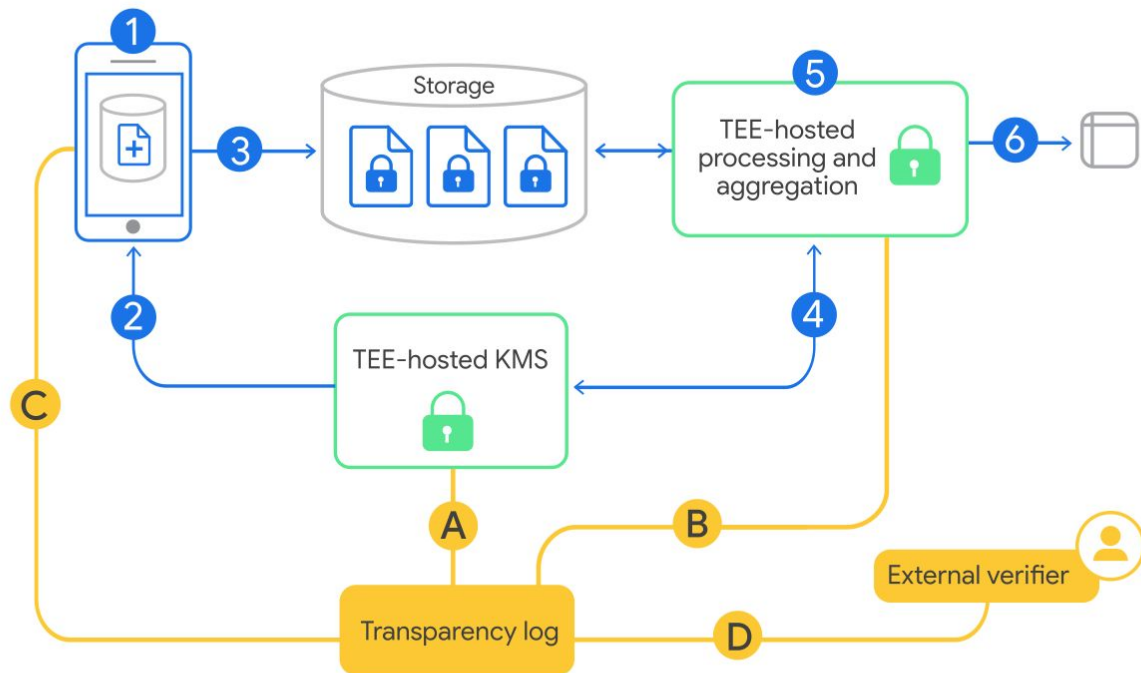 1
Storage
5
TEE-hosted
processing and
aggregation
3
6
2
4
TEE-hosted KMS
C
A
B
External verifier
Transparency log
D